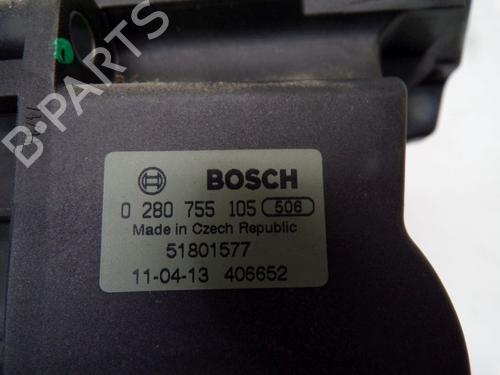 BOSCH
0 280 755 105 506
Made in Czech Republic
51801577
11-04-13 406652
B-PARTS